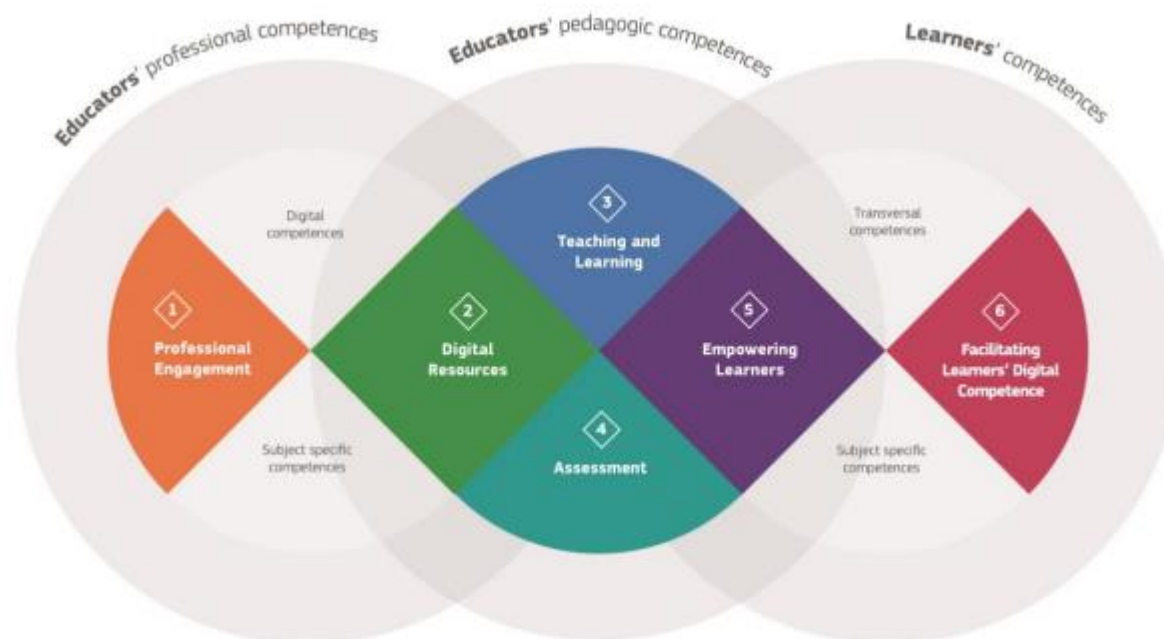 Educators' professional competences
Educators' pedagogic competences
Learners' competences
Digital
competences
Subject specific
competences
1
Professional
Engagement
2
Digital
Resources
3
Teaching and
Learning
4
Assessment
5
Empowering
Learners
Transversal
competences
Subject specific
competences
6
Facilitating
Learners' Digital
Competence